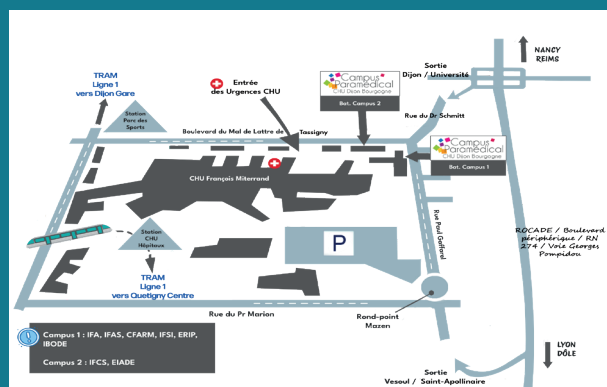 NANCY
REIMS
Sortie
Dijon / Université
TRAM
Ligne 1
vers Dijon Gare
Entrée
des Urgences CHU
Campus
Paramédical
CHU Dijon Bourgogne
Bat. Campus 2
Station
Parc des
Sports
Rue du Dr Schmitt
Boulevard du Mal de Lattre de Tassigny
Campus
Paramédical
CHU Dijon Bourgogne
Bat. Campus 1
CHU François Miterrand
Rue Paul Gaffarel
Station
CHU
Hôpitaux
P
ROCADE / Boulevard
périphérique / RN
274 / Voie Georges
Pompidou
TRAM
Ligne 1
vers Quetigny Centre
Rue du Pr Marion
Rond-point
Mazen
Campus 1 : IFA, IFAS, CFARM, IFSI, ERIP,
IBODE
Campus 2 : IFCS, EIADE
LYON
DÔLE
Sortie
Vesoul / Saint-Apollinaire